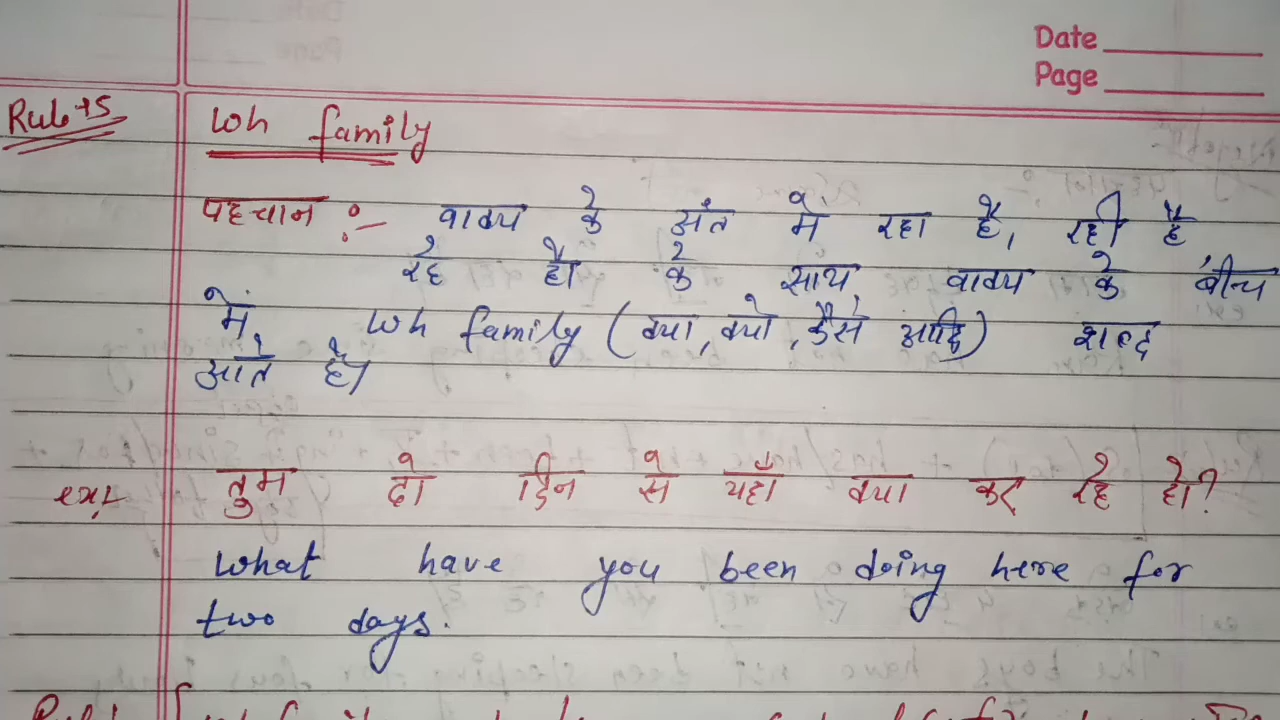 Date
Page
Rule→5 Wh family
पहचान :- वाक्य के अंत में रहा है, रही है
रहे हो के साथ वाक्य के बीच
में, Wh family (क्या, क्यो, कैसे आदि) शब्द
आते है।
ex:- तुम दो दिन से यहाँ क्या कर रहे हो?
What have you been doing here for
two days.